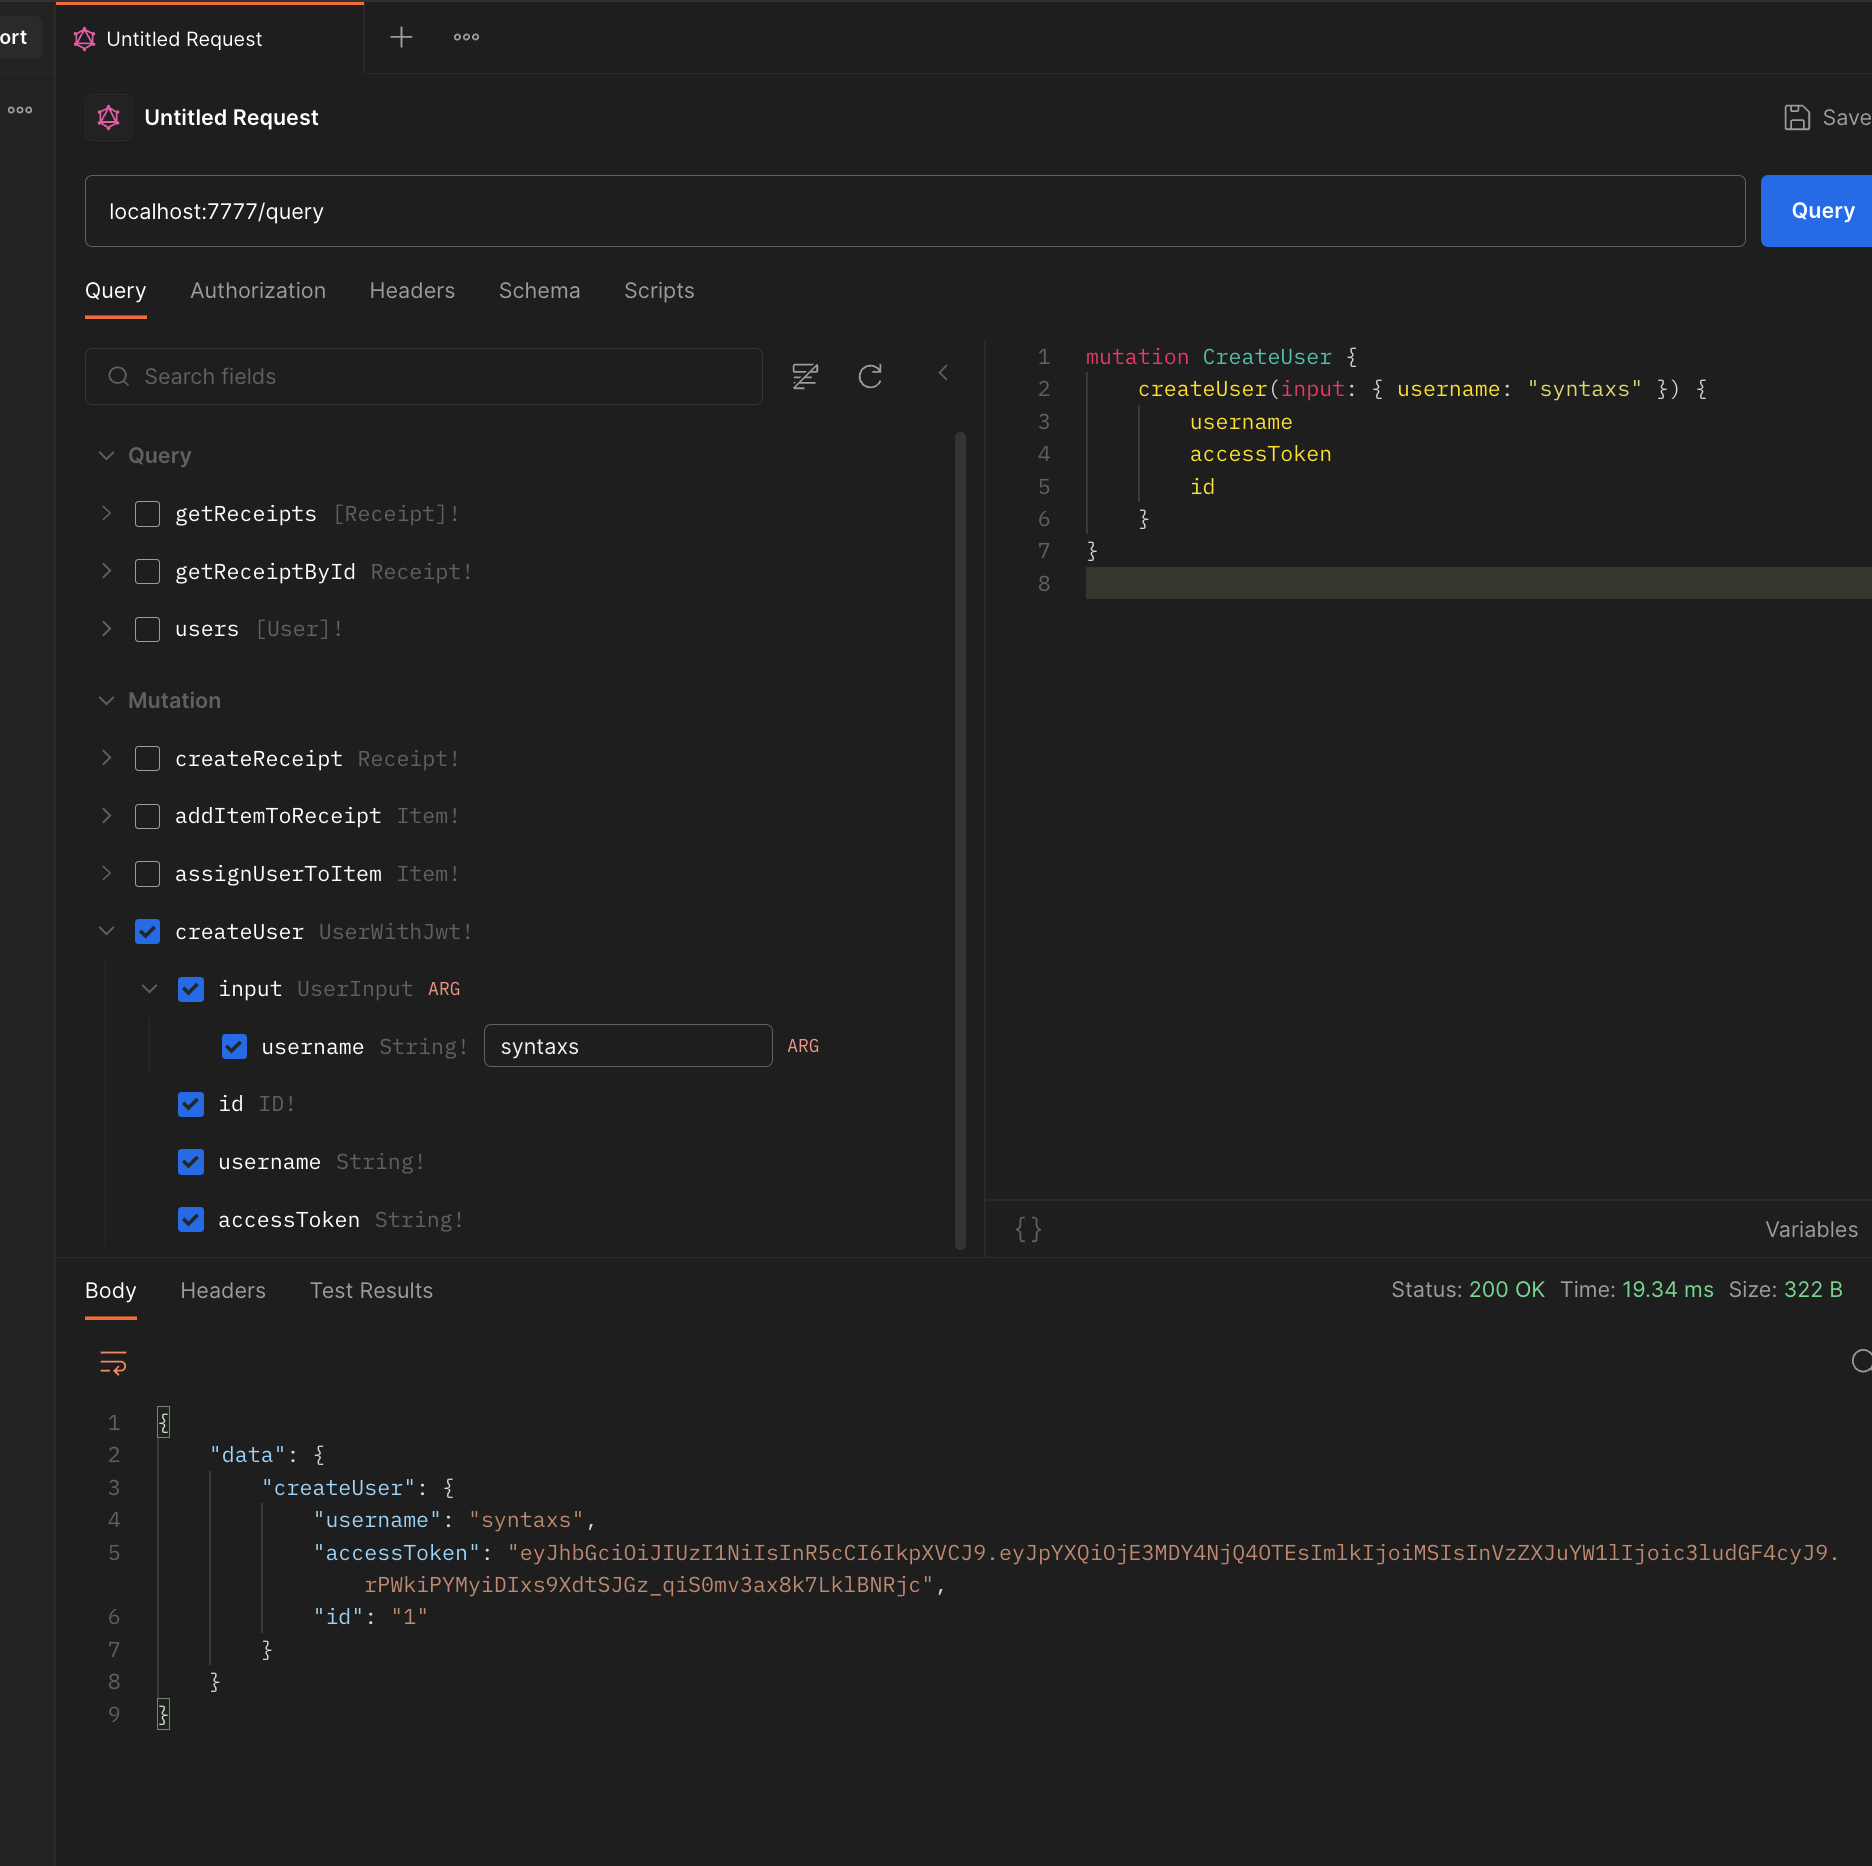 ort
Untitled Request
Untitled Request
Save
localhost:7777/query
Query
Query Authorization Headers Schema Scripts
Search fields
Query
getReceipts [Receipt]!
getReceiptById Receipt!
users [User]!
Mutation
createReceipt Receipt!
addItemToReceipt Item!
assignUserToItem Item!
createUser UserWithJwt!
input UserInput ARG
username String! syntaxs ARG
id ID!
username String!
accessToken String!
1 mutation CreateUser {
2 createUser(input: { username: "syntaxs" }) {
3 username
4 accessToken
5 id
6 }
7 }
8
{} Variables
Body Headers Test Results
Status: 200 OK Time: 19.34 ms Size: 322 B
1 {
2 "data": {
3 "createUser": {
4 "username": "syntaxs",
5 "accessToken": "eyJhbGciOiJIUzI1NiIsInR5cCI6IkpXVCJ9.eyJpYXQiOjE3MDY4NjQ4OTEsImlkIjoiMSIsInVzZXJuYW1lIjoic3ludGF4cyJ9.
rPWkiPYMyiDIxs9XdtSJGz_qiS0mv3ax8k7LklBNRjc",
6 "id": "1"
7 }
8 }
9 }